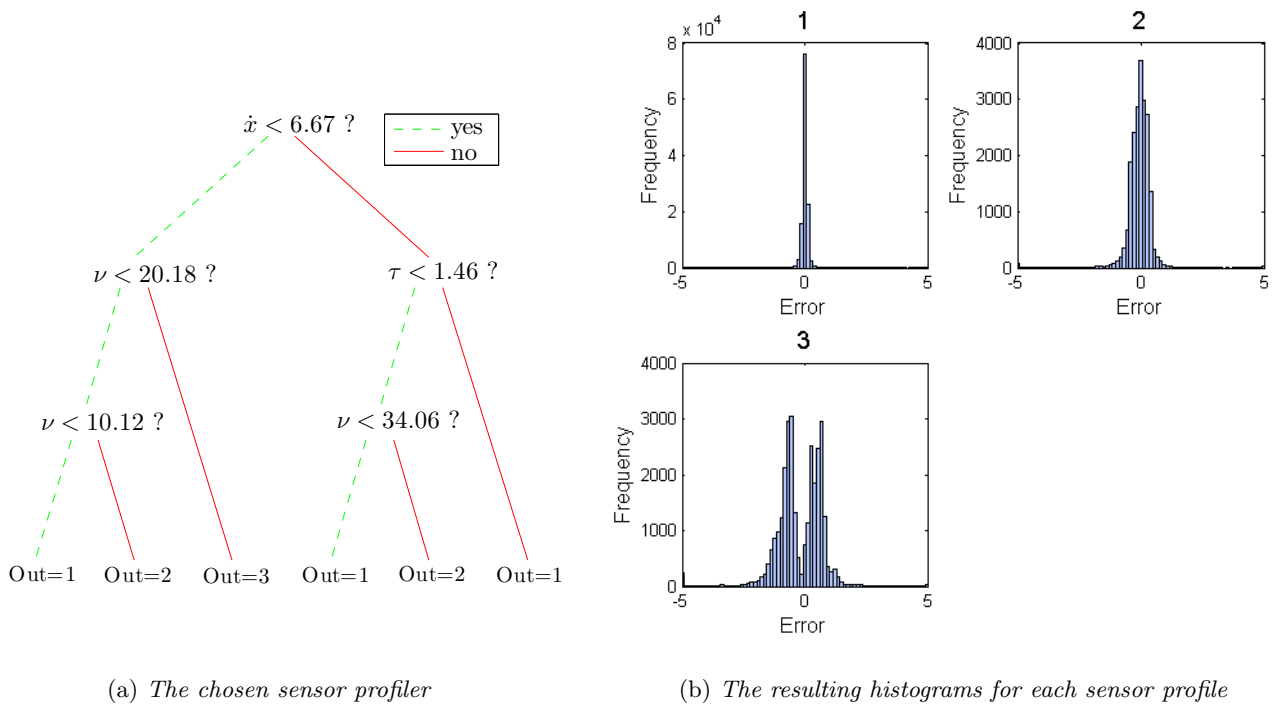 ẋ < 6.67 ?
yes
no
ν < 20.18 ?
τ < 1.46 ?
ν < 10.12 ?
ν < 34.06 ?
Out=1
Out=2
Out=3
Out=1
Out=2
Out=1
(a) The chosen sensor profiler
1
x 10^4
8
6
4
2
0
-5
0
5
Frequency
Error
2
4000
3000
2000
1000
0
-5
0
5
Frequency
Error
3
4000
3000
2000
1000
0
-5
0
5
Frequency
Error
(b) The resulting histograms for each sensor profile